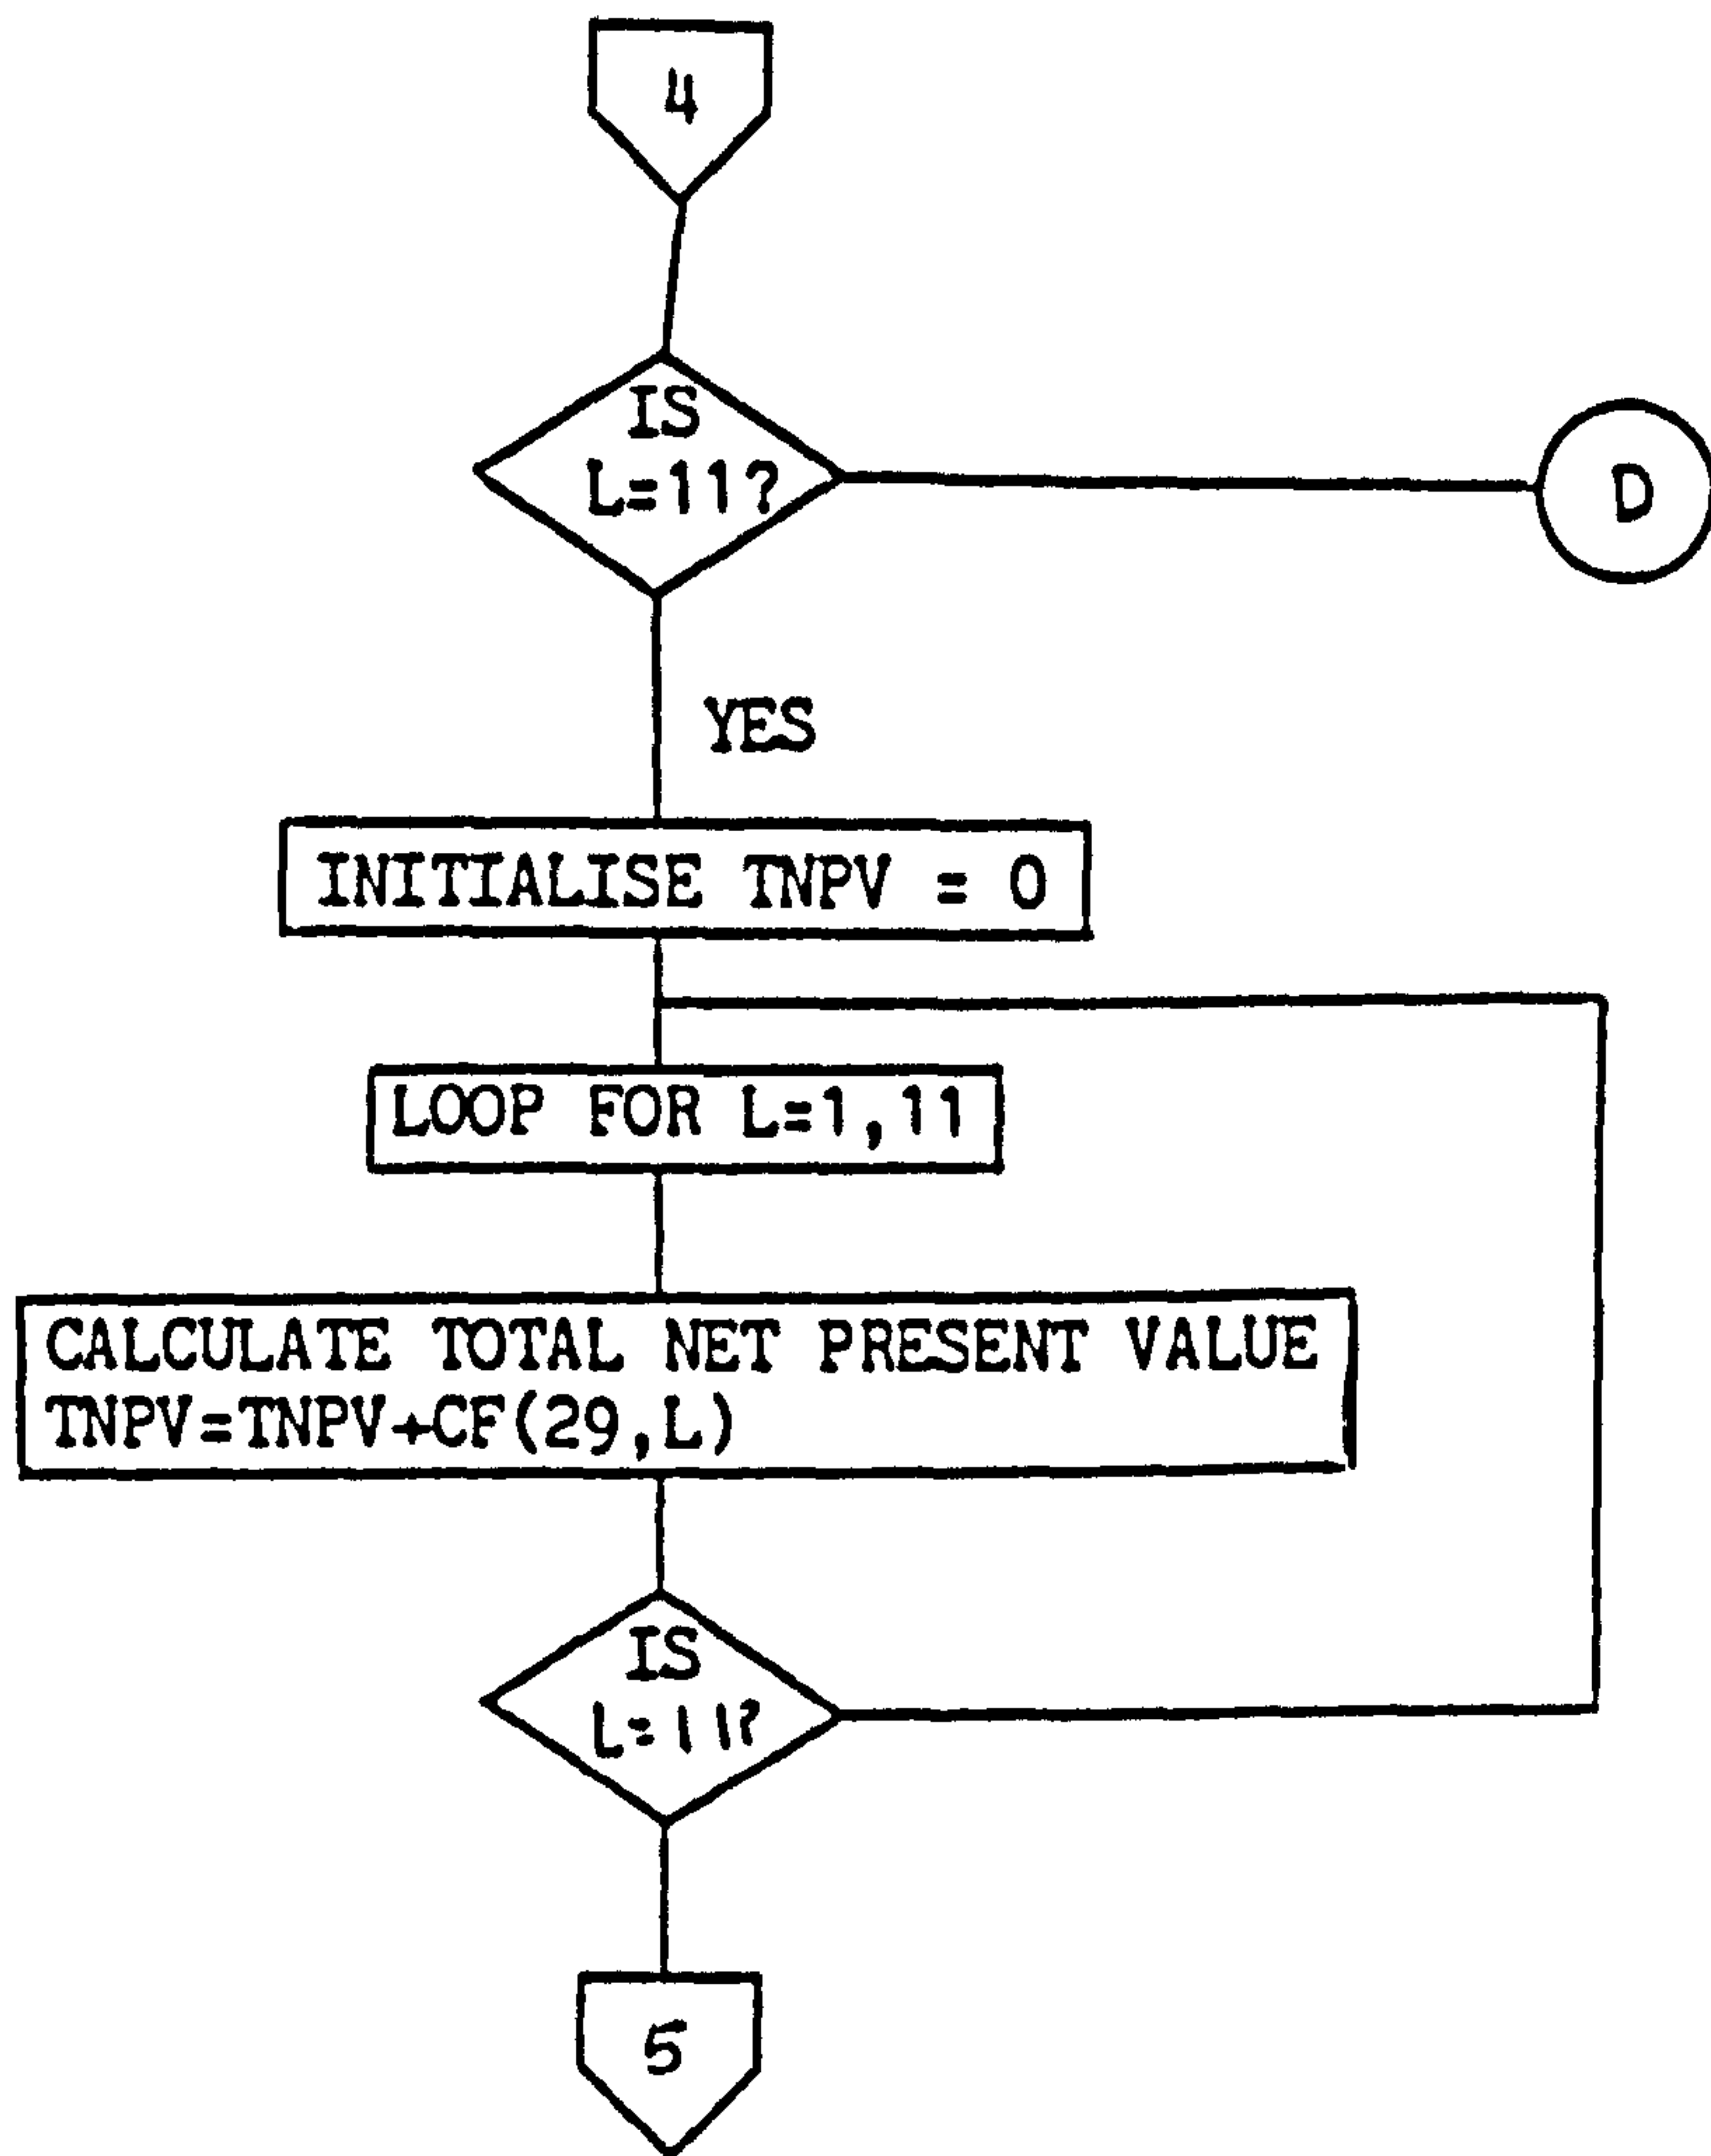 4
IS
L=11?
D
YES
INITIALISE TNPV = 0
LOOP FOR L=1,11
CALCULATE TOTAL NET PRESENT VALUE
TNPV=TNPV+CF(29,L)
IS
L=11?
5